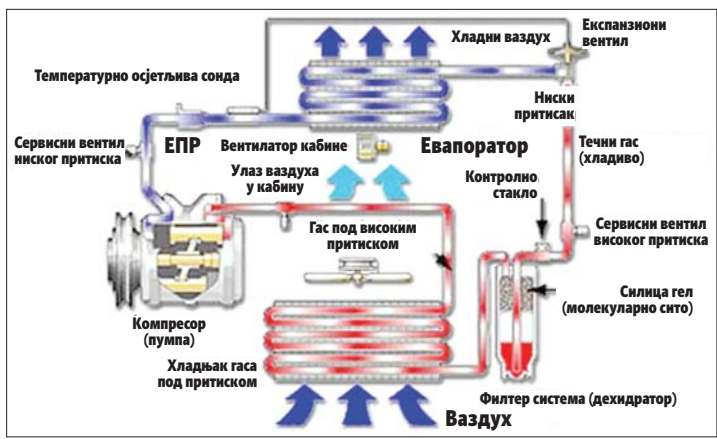 Хладни ваздух
Експанзиони
вентил
Температурно осјетљива сонда
Ниски
притисак
Сервисни вентил
ниског притиска
ЕПР
Вентилатор кабине
Евапоратор
Течни гас
(хладиво)
Улаз ваздуха
у кабину
Контролно
стакло
Гас под високим
притиском
Сервисни вентил
високог притиска
Силица гел
(молекуларно сито)
Компресор
(пумпа)
Хладњак гаса
под притиском
Филтер система (дехидратор)
Ваздух